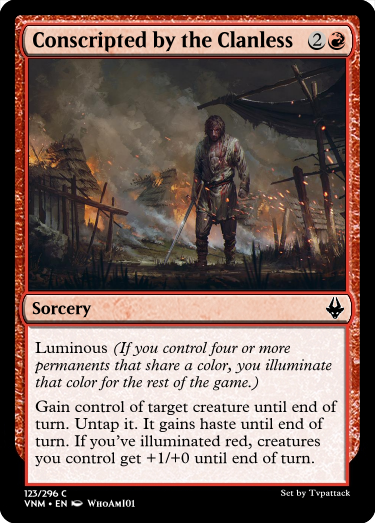 Conscripted by the Clanless 2
Sorcery
Luminous (If you control four or more
permanents that share a color, you illuminate
that color for the rest of the game.)
Gain control of target creature until end of
turn. Untap it. It gains haste until end of
turn. If you've illuminated red, creatures
you control get +1/+0 until end of turn.
123/296 C
Set by Tvpattack
VNM • EN WhoAm101